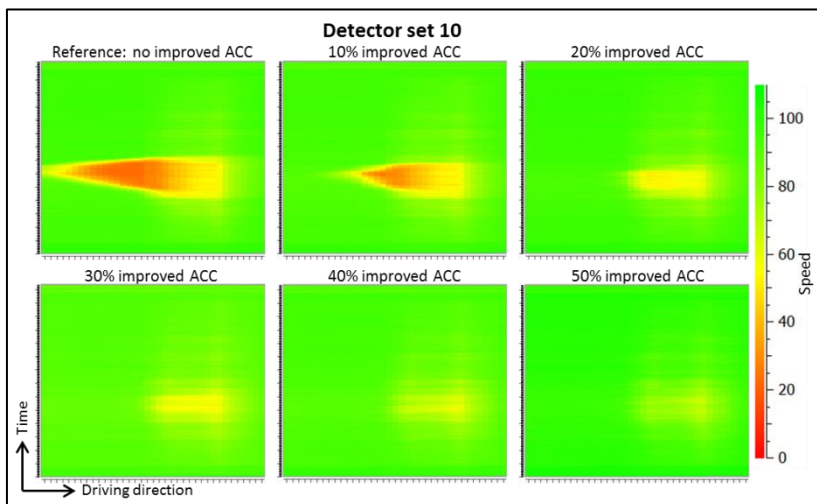 Detector set 10
Reference: no improved ACC
10% improved ACC
20% improved ACC
30% improved ACC
40% improved ACC
50% improved ACC
100
80
60
40
20
0
Speed
Time
Driving direction